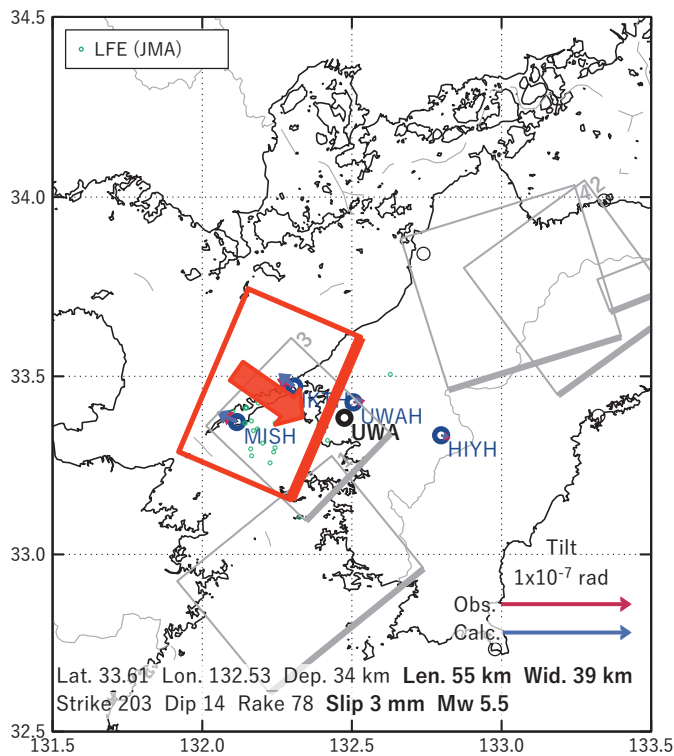 34.5
LFE (JMA)
34.0
2
3
33.5
UWAH
MISH
UWA
HIYH
33.0
Tilt
1x10-7 rad
Obs.
Calc.
Lat. 33.61 Lon. 132.53 Dep. 34 km Len. 55 km Wid. 39 km
Strike 203 Dip 14 Rake 78 Slip 3 mm Mw 5.5
32.5
131.5 132.0 132.5 133.0 133.5